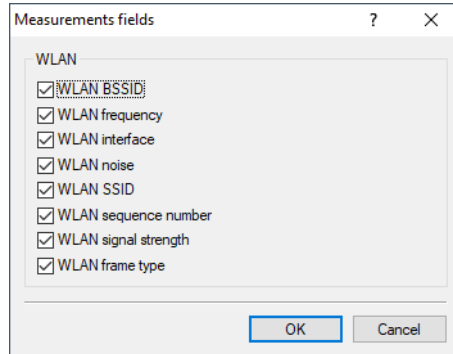 Measurements fields ? X
WLAN
WLAN BSSID
WLAN frequency
WLAN interface
WLAN noise
WLAN SSID
WLAN sequence number
WLAN signal strength
WLAN frame type
OK Cancel